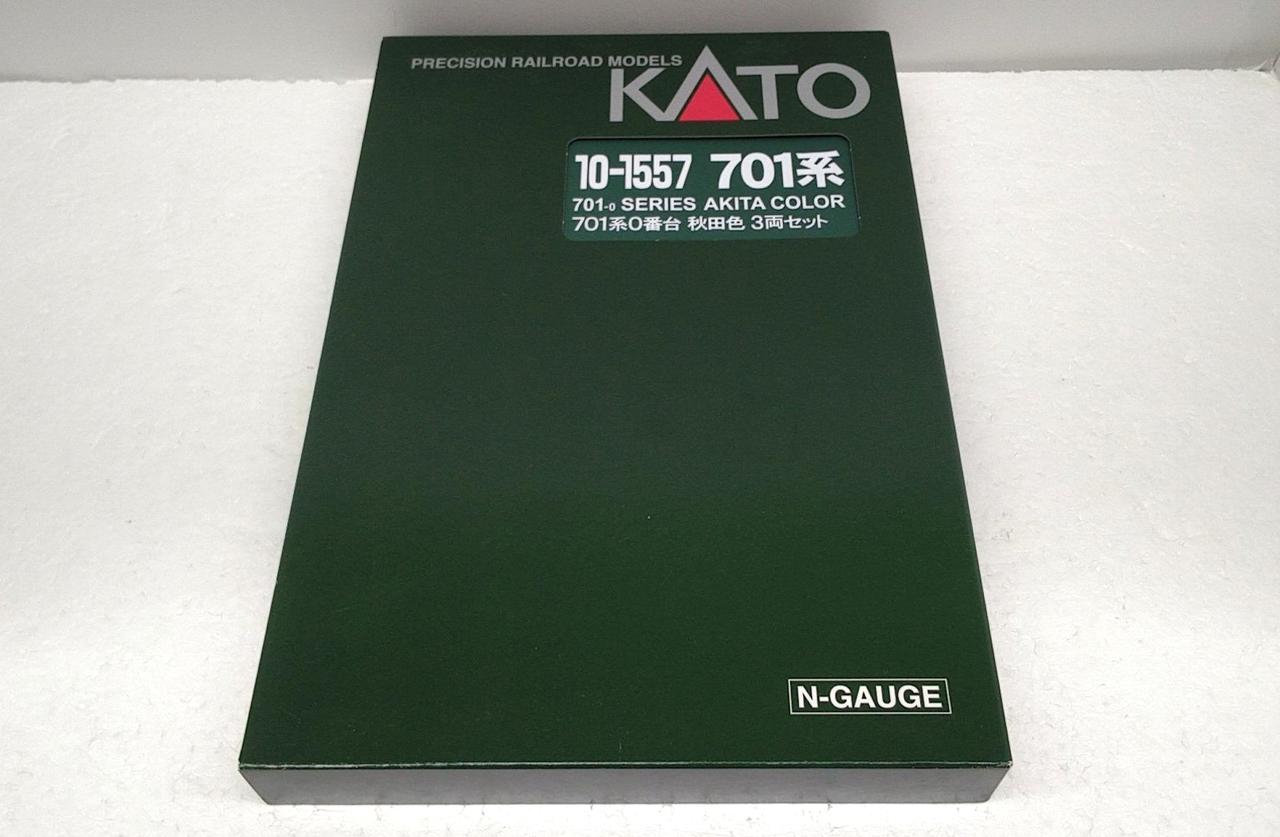 PRECISION RAILROAD MODELS
KATO
10-1557 701系
701-0 SERIES AKITA COLOR
701系0番台 秋田色 3両セット
N-GAUGE